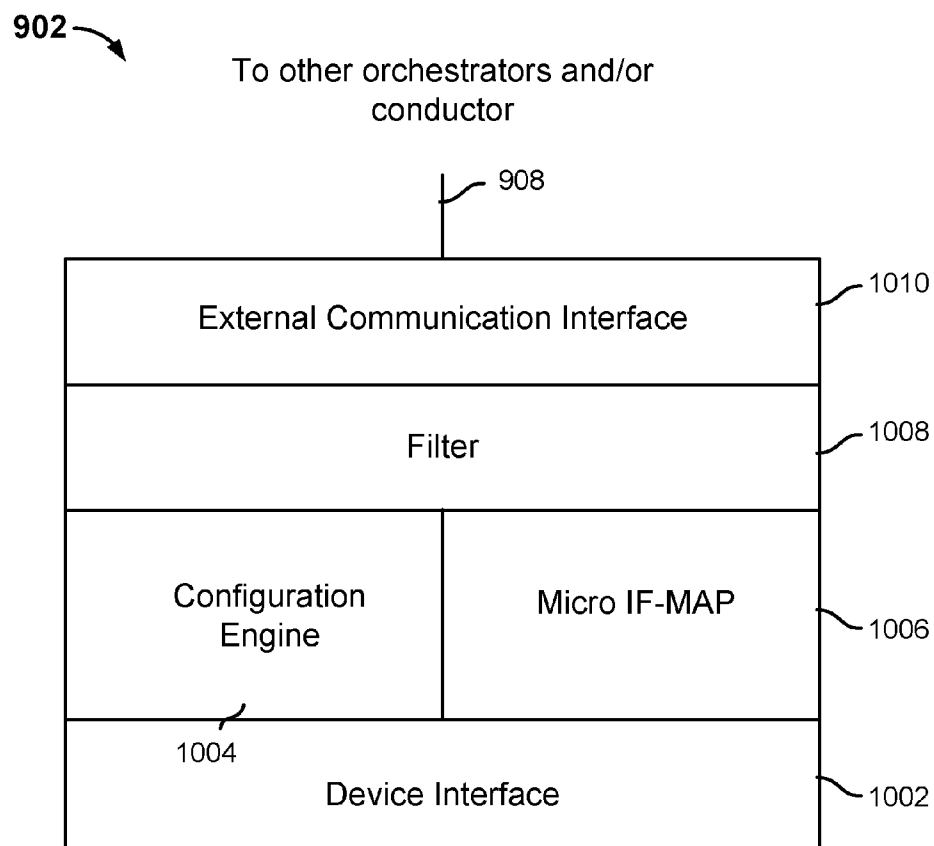 902
To other orchestrators and/or
conductor
908
1010
External Communication Interface
1008
Filter
Configuration
Engine
Micro IF-MAP
1006
1004
Device Interface
1002